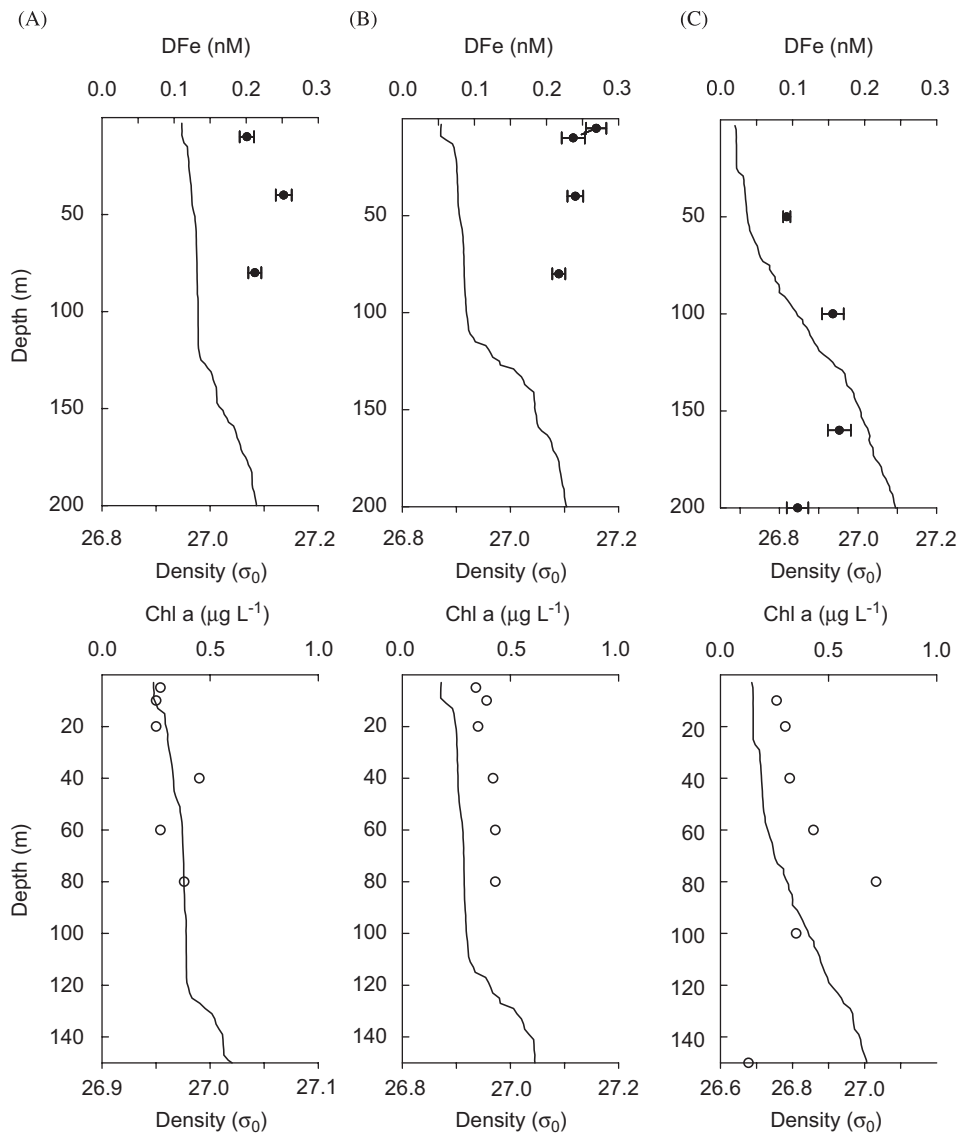 (A) (B) (C)
DFe (nM) DFe (nM) DFe (nM)
0.0 0.1 0.2 0.3 0.0 0.1 0.2 0.3 0.0 0.1 0.2 0.3
50 50 50
100 100 100
150 150 150
200 200 200
Depth (m)
26.8 27.0 27.2 26.8 27.0 27.2 26.8 27.0 27.2
Density (σ₀) Density (σ₀) Density (σ₀)
Chl a (μg L⁻¹) Chl a (μg L⁻¹) Chl a (μg L⁻¹)
0.0 0.5 1.0 0.0 0.5 1.0 0.0 0.5 1.0
20 20 20
40 40 40
60 60 60
80 80 80
100 100 100
120 120 120
140 140 140
Depth (m)
26.9 27.0 27.1 26.8 27.0 27.2 26.6 26.8 27.0
Density (σ₀) Density (σ₀) Density (σ₀)